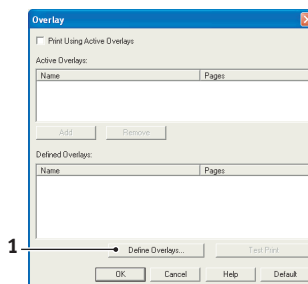 Overlay
Print Using Active Overlays
Active Overlays:
Name Pages
Add Remove
Defined Overlays:
Name Pages
1 Define Overlays... Test Print
OK Cancel Help Default